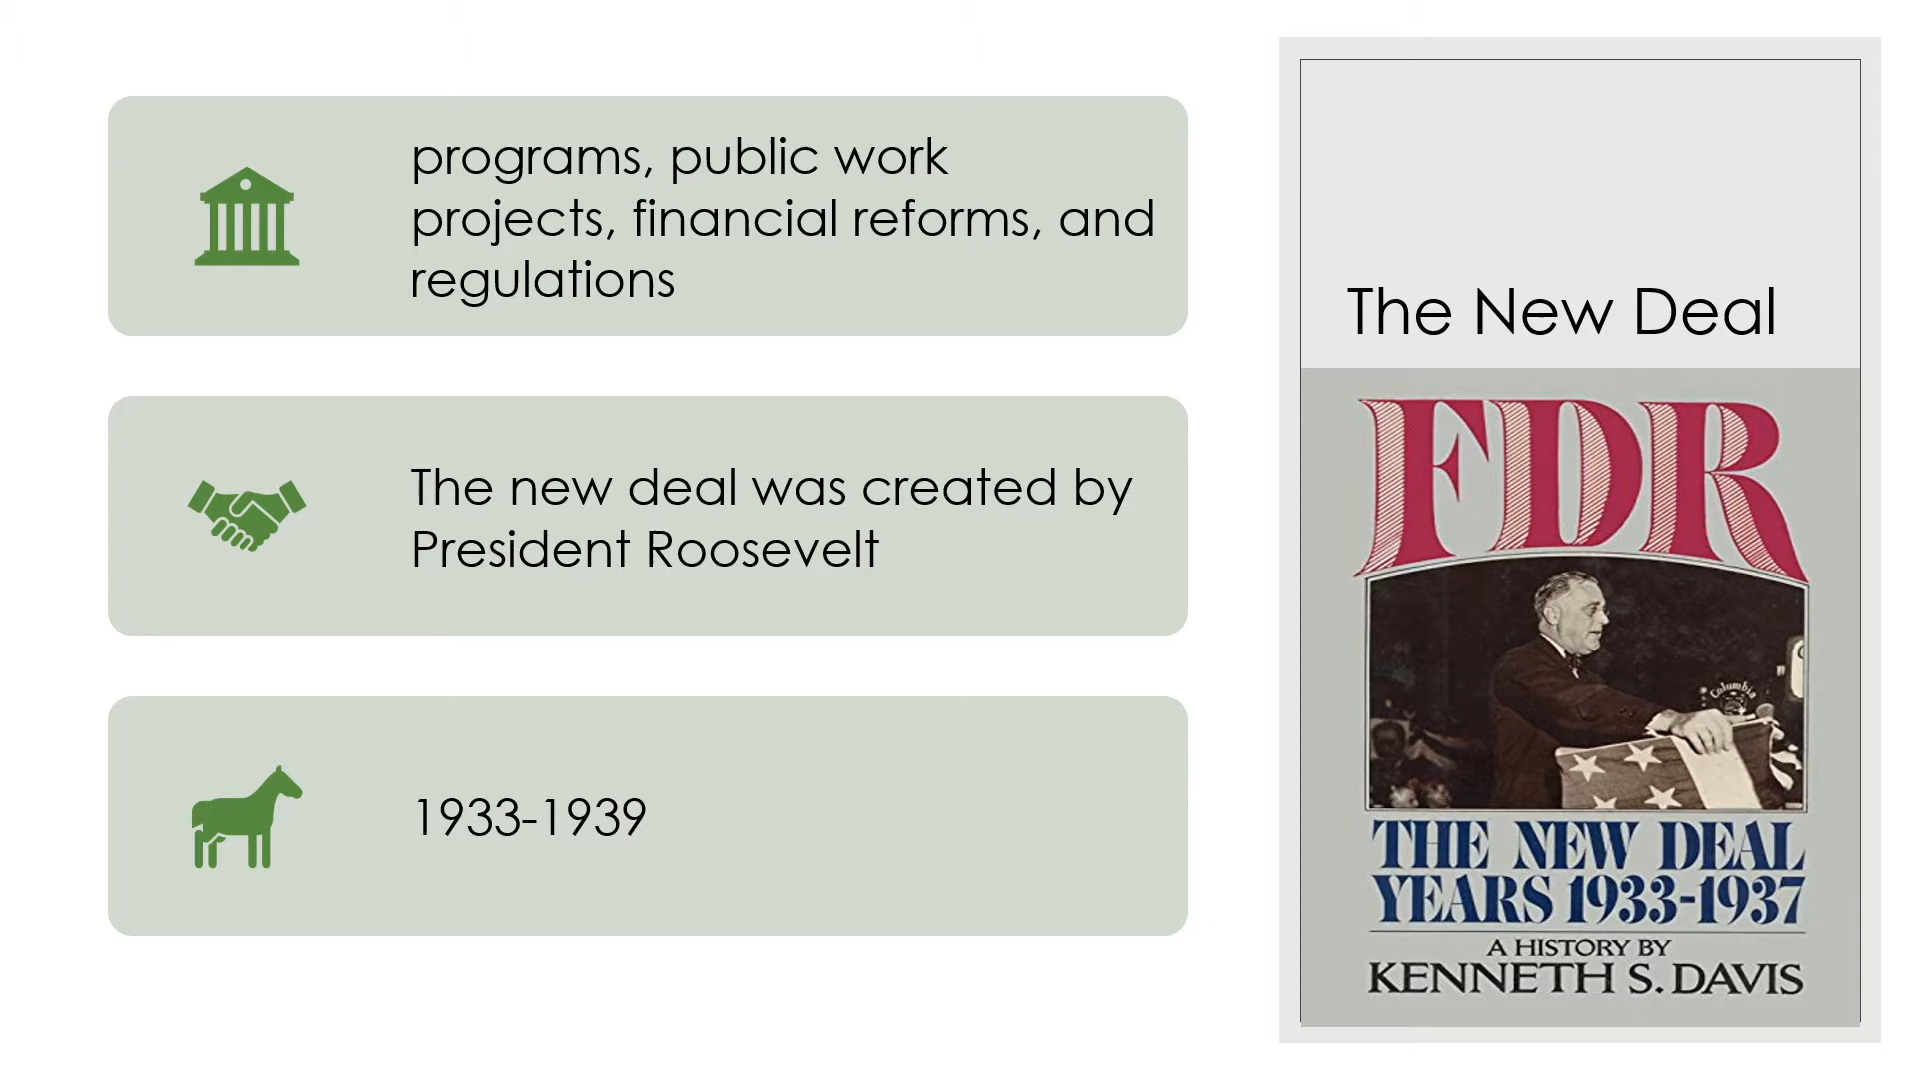 programs, public work
projects, financial reforms, and
regulations
The new deal was created by
President Roosevelt
1933-1939
The New Deal
FDR
Columbia
THE NEW DEAL
YEARS 1933-1937
A HISTORY BY
KENNETH S. DAVIS